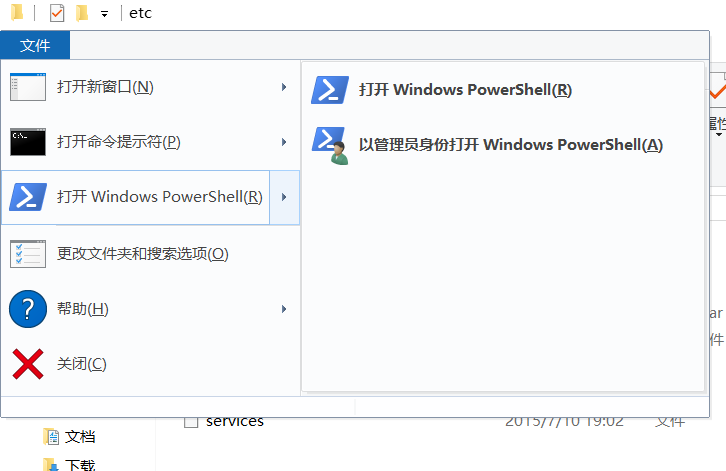 etc
文件
打开新窗口(N)
打开命令提示符(P)
打开 Windows PowerShell(R)
更改文件夹和搜索选项(O)
帮助(H)
关闭(C)
打开 Windows PowerShell(R)
以管理员身份打开 Windows PowerShell(A)
属性
ar
件
services 2015/7/10 19:02 文件
文档
下载